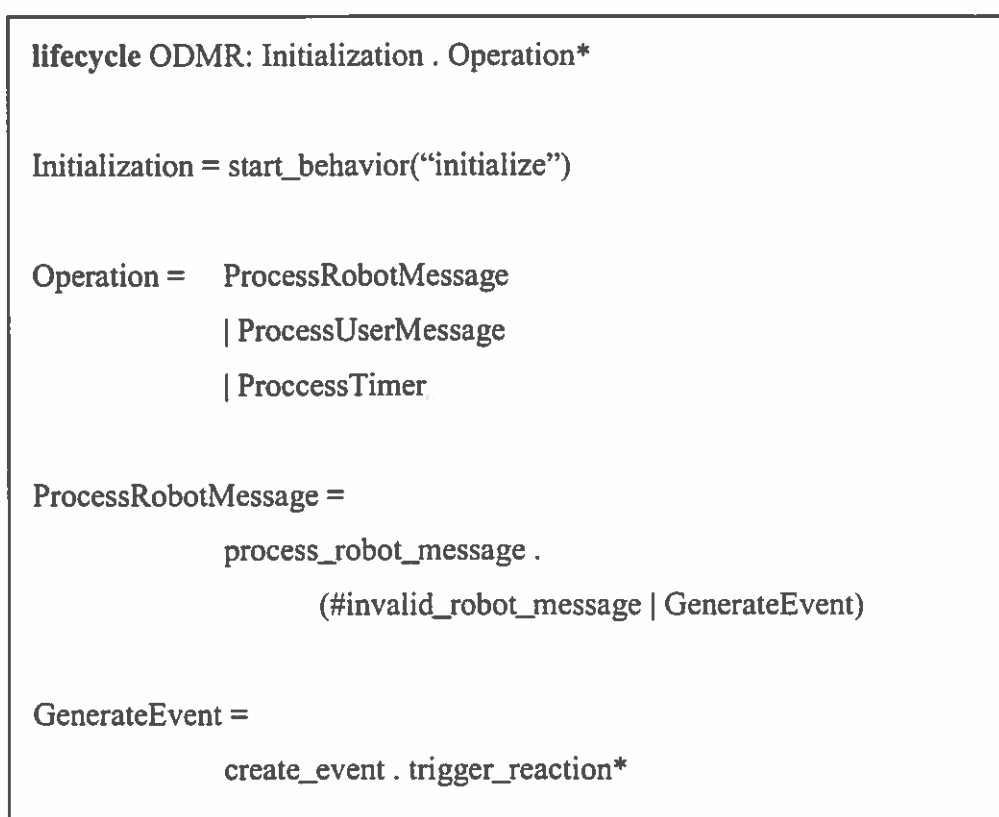 lifecycle ODMR: Initialization . Operation*
Initialization = start_behavior(“initialize”)
Operation = ProcessRobotMessage
| ProcessUserMessage
| ProccessTimer
ProcessRobotMessage =
process_robot_message .
(#invalid_robot_message | GenerateEvent)
GenerateEvent =
create_event . trigger_reaction*